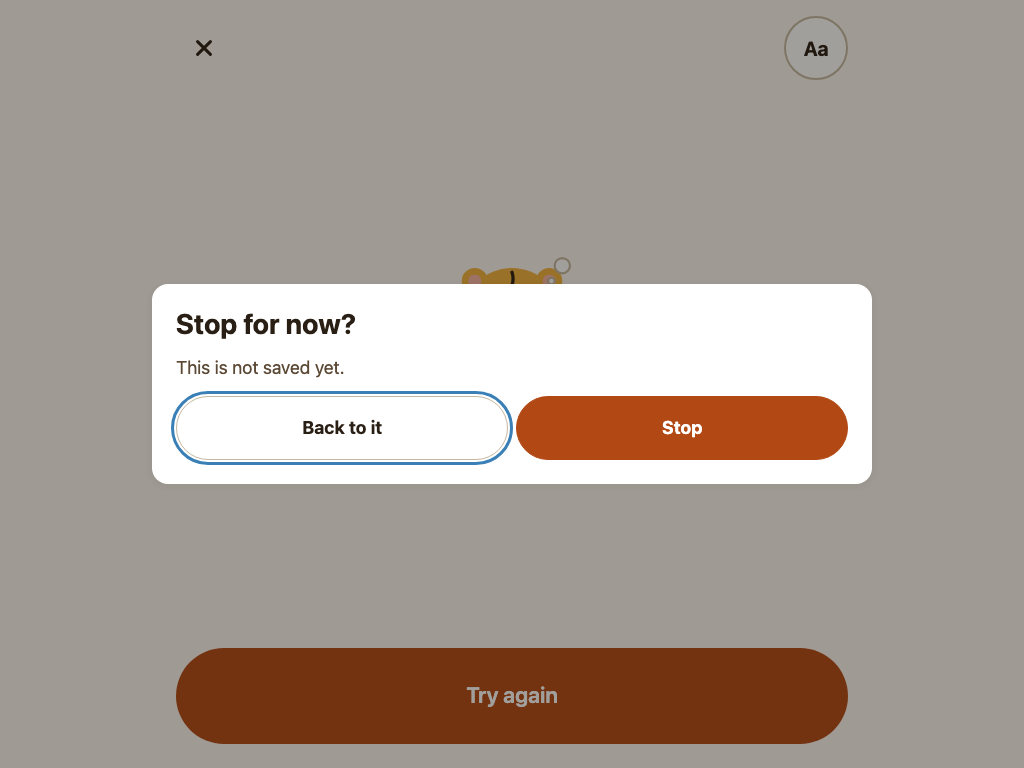 Aa
Stop for now?
This is not saved yet.
Back to it
Stop
Try again